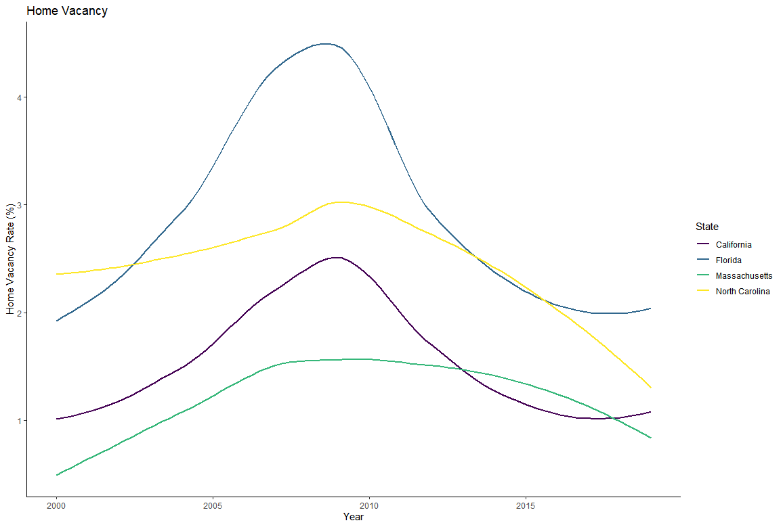 Home Vacancy
Home Vacancy Rate (%)
4
3
2
1
2000
2005
2010
2015
Year
State
California
Florida
Massachusetts
North Carolina